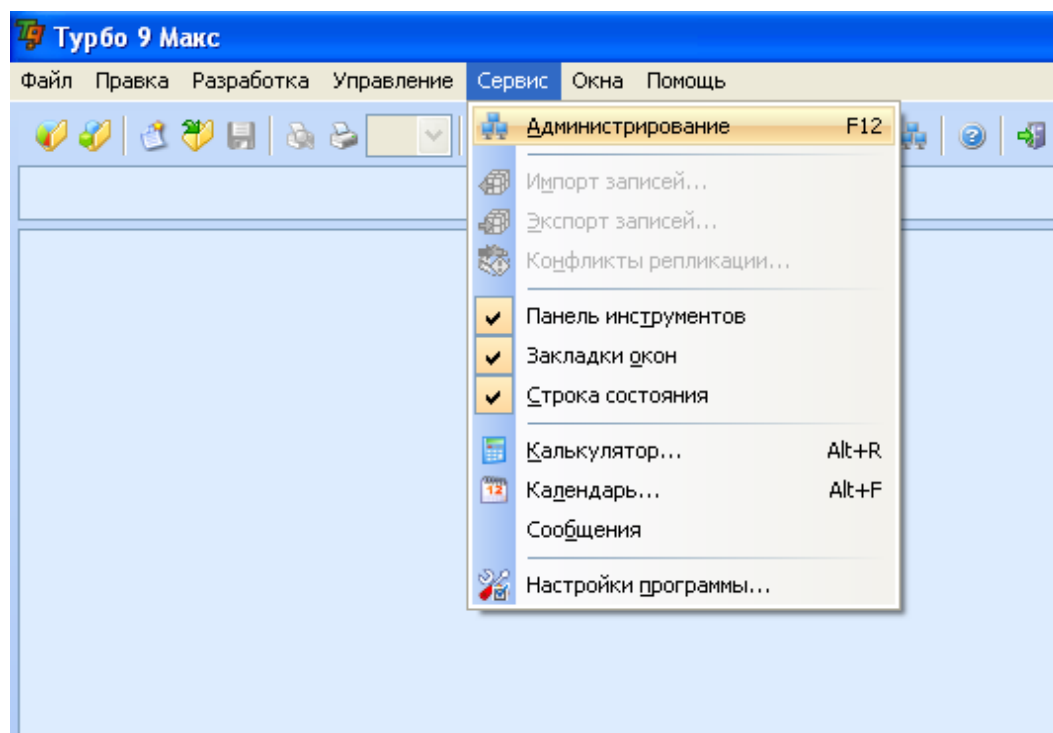 Турбо 9 Макс
Файл Правка Разработка Управление Сервис Окна Помощь
Администрирование F12
Импорт записей...
Экспорт записей...
Конфликты репликации...
Панель инструментов
Закладки окон
Строка состояния
Калькулятор... Alt+R
Календарь... Alt+F
Сообщения
Настройки программы...